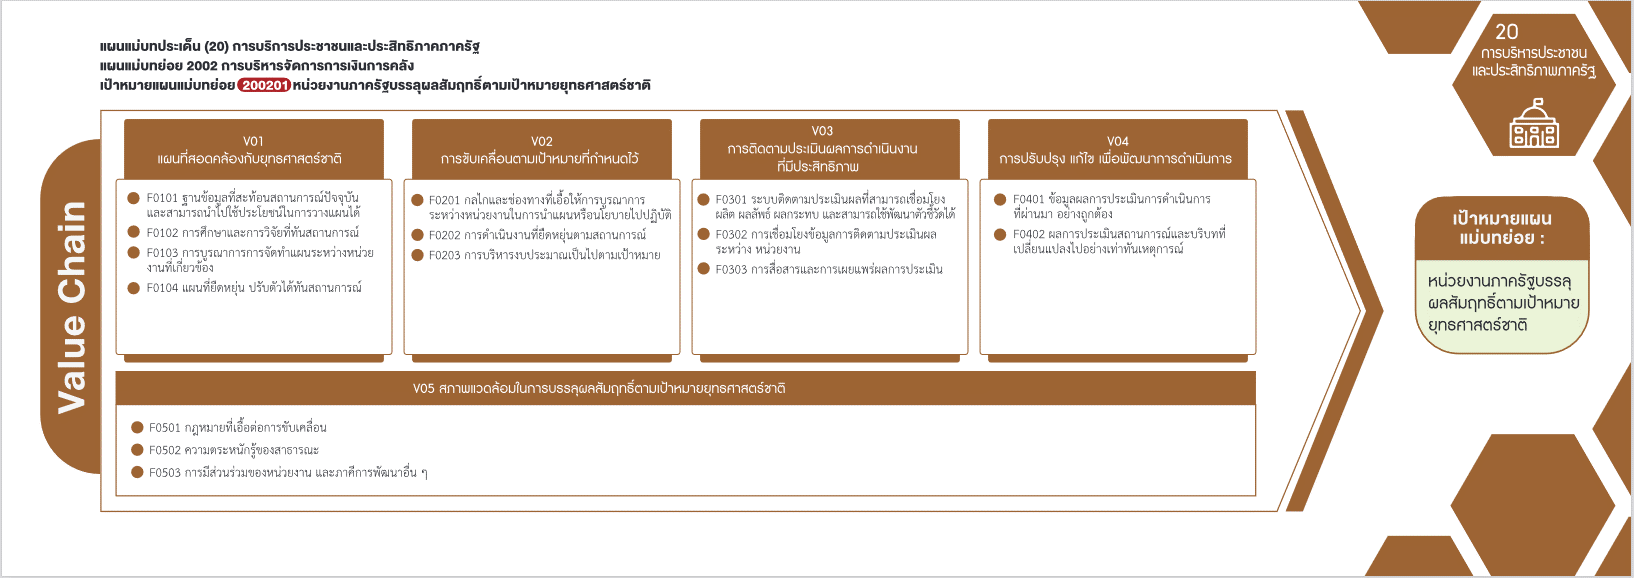 แผนแม่บทประเด็น (20) การบริการประชาชนและประสิทธิภาคภาครัฐ
แผนแม่บทย่อย 2002 การบริหารจัดการการเงินการคลัง
เป้าหมายแผนแม่บทย่อย 200201 หน่วยงานภาครัฐบรรลุผลสัมฤทธิ์ตามเป้าหมายยุทธศาสตร์ชาติ
20
การบริหารประชาชน
และประสิทธิภาพภาครัฐ
Value Chain
V01
แผนที่สอดคล้องกับยุทธศาสตร์ชาติ
F0101 ฐานข้อมูลที่สะท้อนสถานการณ์ปัจจุบัน
และสามารถนำไปใช้ประโยชน์ในการวางแผนได้
F0102 การศึกษาและการวิจัยที่ทันสถานการณ์
F0103 การบูรณาการการจัดทำแผนระหว่างหน่วย
งานที่เกี่ยวข้อง
F0104 แผนที่ยืดหยุ่น ปรับตัวได้ทันสถานการณ์
V02
การขับเคลื่อนตามเป้าหมายที่กำหนดไว้
F0201 กลไกและช่องทางที่เอื้อให้การบูรณาการ
ระหว่างหน่วยงานในการนำแผนหรือนโยบายไปปฏิบัติ
F0202 การดำเนินงานที่ยืดหยุ่นตามสถานการณ์
F0203 การบริหารงบประมาณเป็นไปตามเป้าหมาย
V03
การติดตามประเมินผลการดำเนินงาน
ที่มีประสิทธิภาพ
F0301 ระบบติดตามประเมินผลที่สามารถเชื่อมโยง
ผลิต ผลลัพธ์ ผลกระทบ และสามารถใช้พัฒนาตัวชี้วัดได้
F0302 การเชื่อมโยงข้อมูลการติดตามประเมินผล
ระหว่าง หน่วยงาน
F0303 การสื่อสารและการเผยแพร่ผลการประเมิน
V04
การปรับปรุง แก้ไข เพื่อพัฒนาการดำเนินการ
F0401 ข้อมูลผลการประเมินการดำเนินการ
ที่ผ่านมา อย่างถูกต้อง
F0402 ผลการประเมินสถานการณ์และบริบทที่
เปลี่ยนแปลงไปอย่างเท่าทันเหตุการณ์
V05 สภาพแวดล้อมในการบรรลุผลสัมฤทธิ์ตามเป้าหมายยุทธศาสตร์ชาติ
F0501 กฎหมายที่เอื้อต่อการขับเคลื่อน
F0502 ความตระหนักรู้ของสาธารณะ
F0503 การมีส่วนร่วมของหน่วยงาน และภาคีการพัฒนาอื่น ๆ
เป้าหมายแผน
แม่บทย่อย :
หน่วยงานภาครัฐบรรลุ
ผลสัมฤทธิ์ตามเป้าหมาย
ยุทธศาสตร์ชาติ